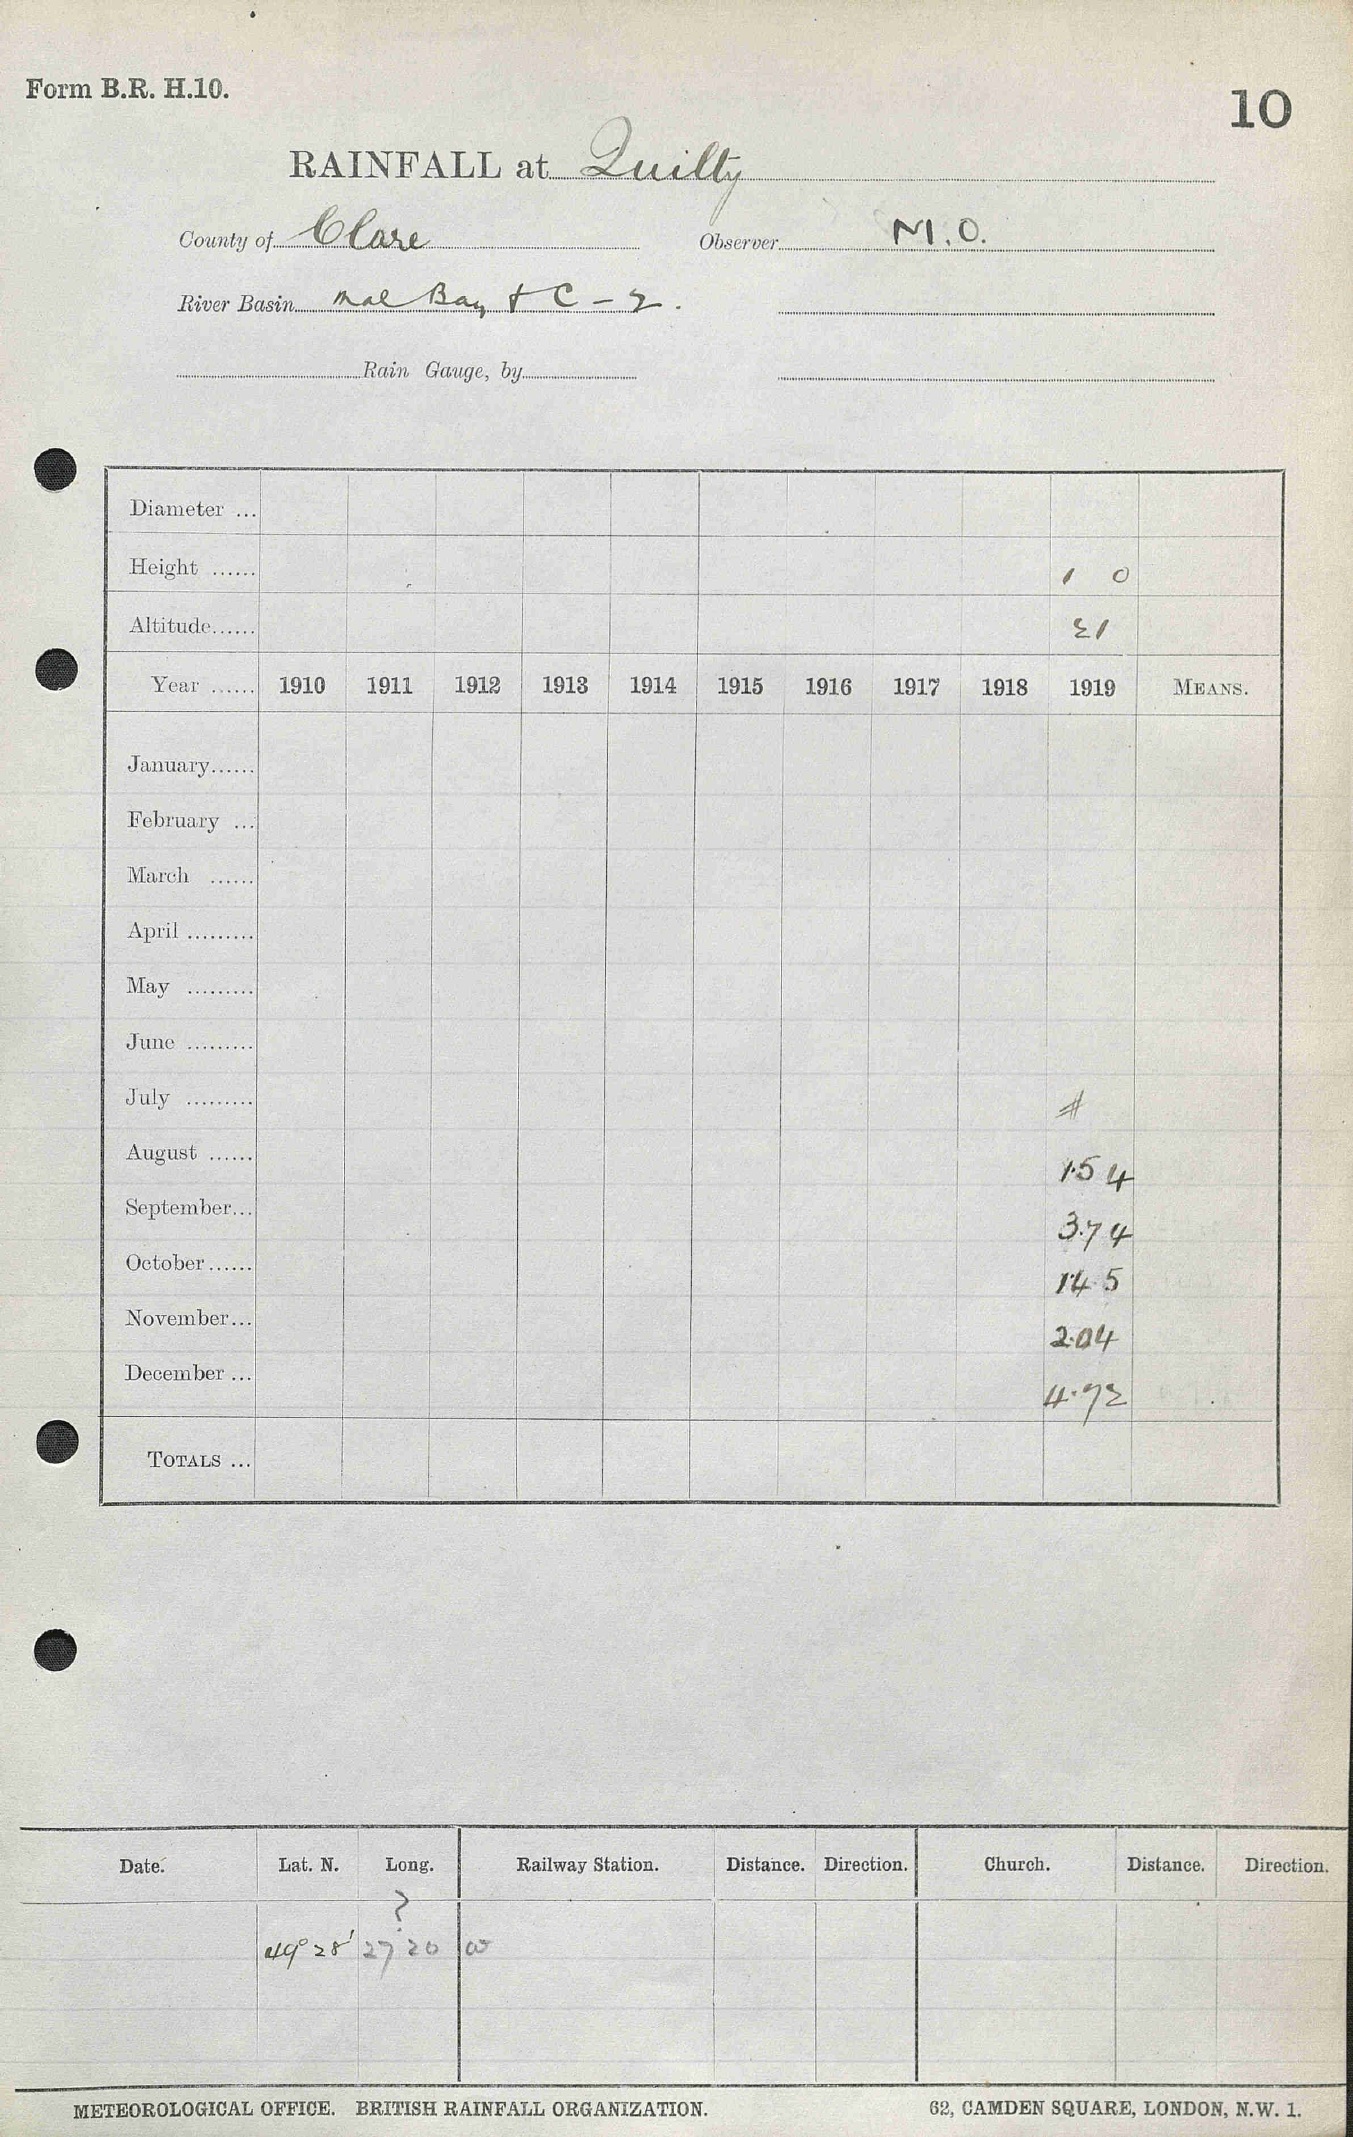 Form B.R. H.10.
10
RAINFALL at Quilty
County of Clare Observer M.O.
River Basin Mal Bay & C - 2.
Rain Gauge, by
Diameter ...
Height ...... 1 0
Altitude...... 21
Year ...... 1910 1911 1912 1913 1914 1915 1916 1917 1918 1919 MEANS.
January......
February ...
March ......
April .........
May .........
June .........
July ......... #
August ...... 1.54
September... 3.74
October...... 1.45
November... 2.04
December ... 4.72
TOTALS ...
Date. Lat. N. Long. Railway Station. Distance. Direction. Church. Distance. Direction.
?
49° 28' 27 20 W
METEOROLOGICAL OFFICE. BRITISH RAINFALL ORGANIZATION. 62, CAMDEN SQUARE, LONDON, N.W. 1.